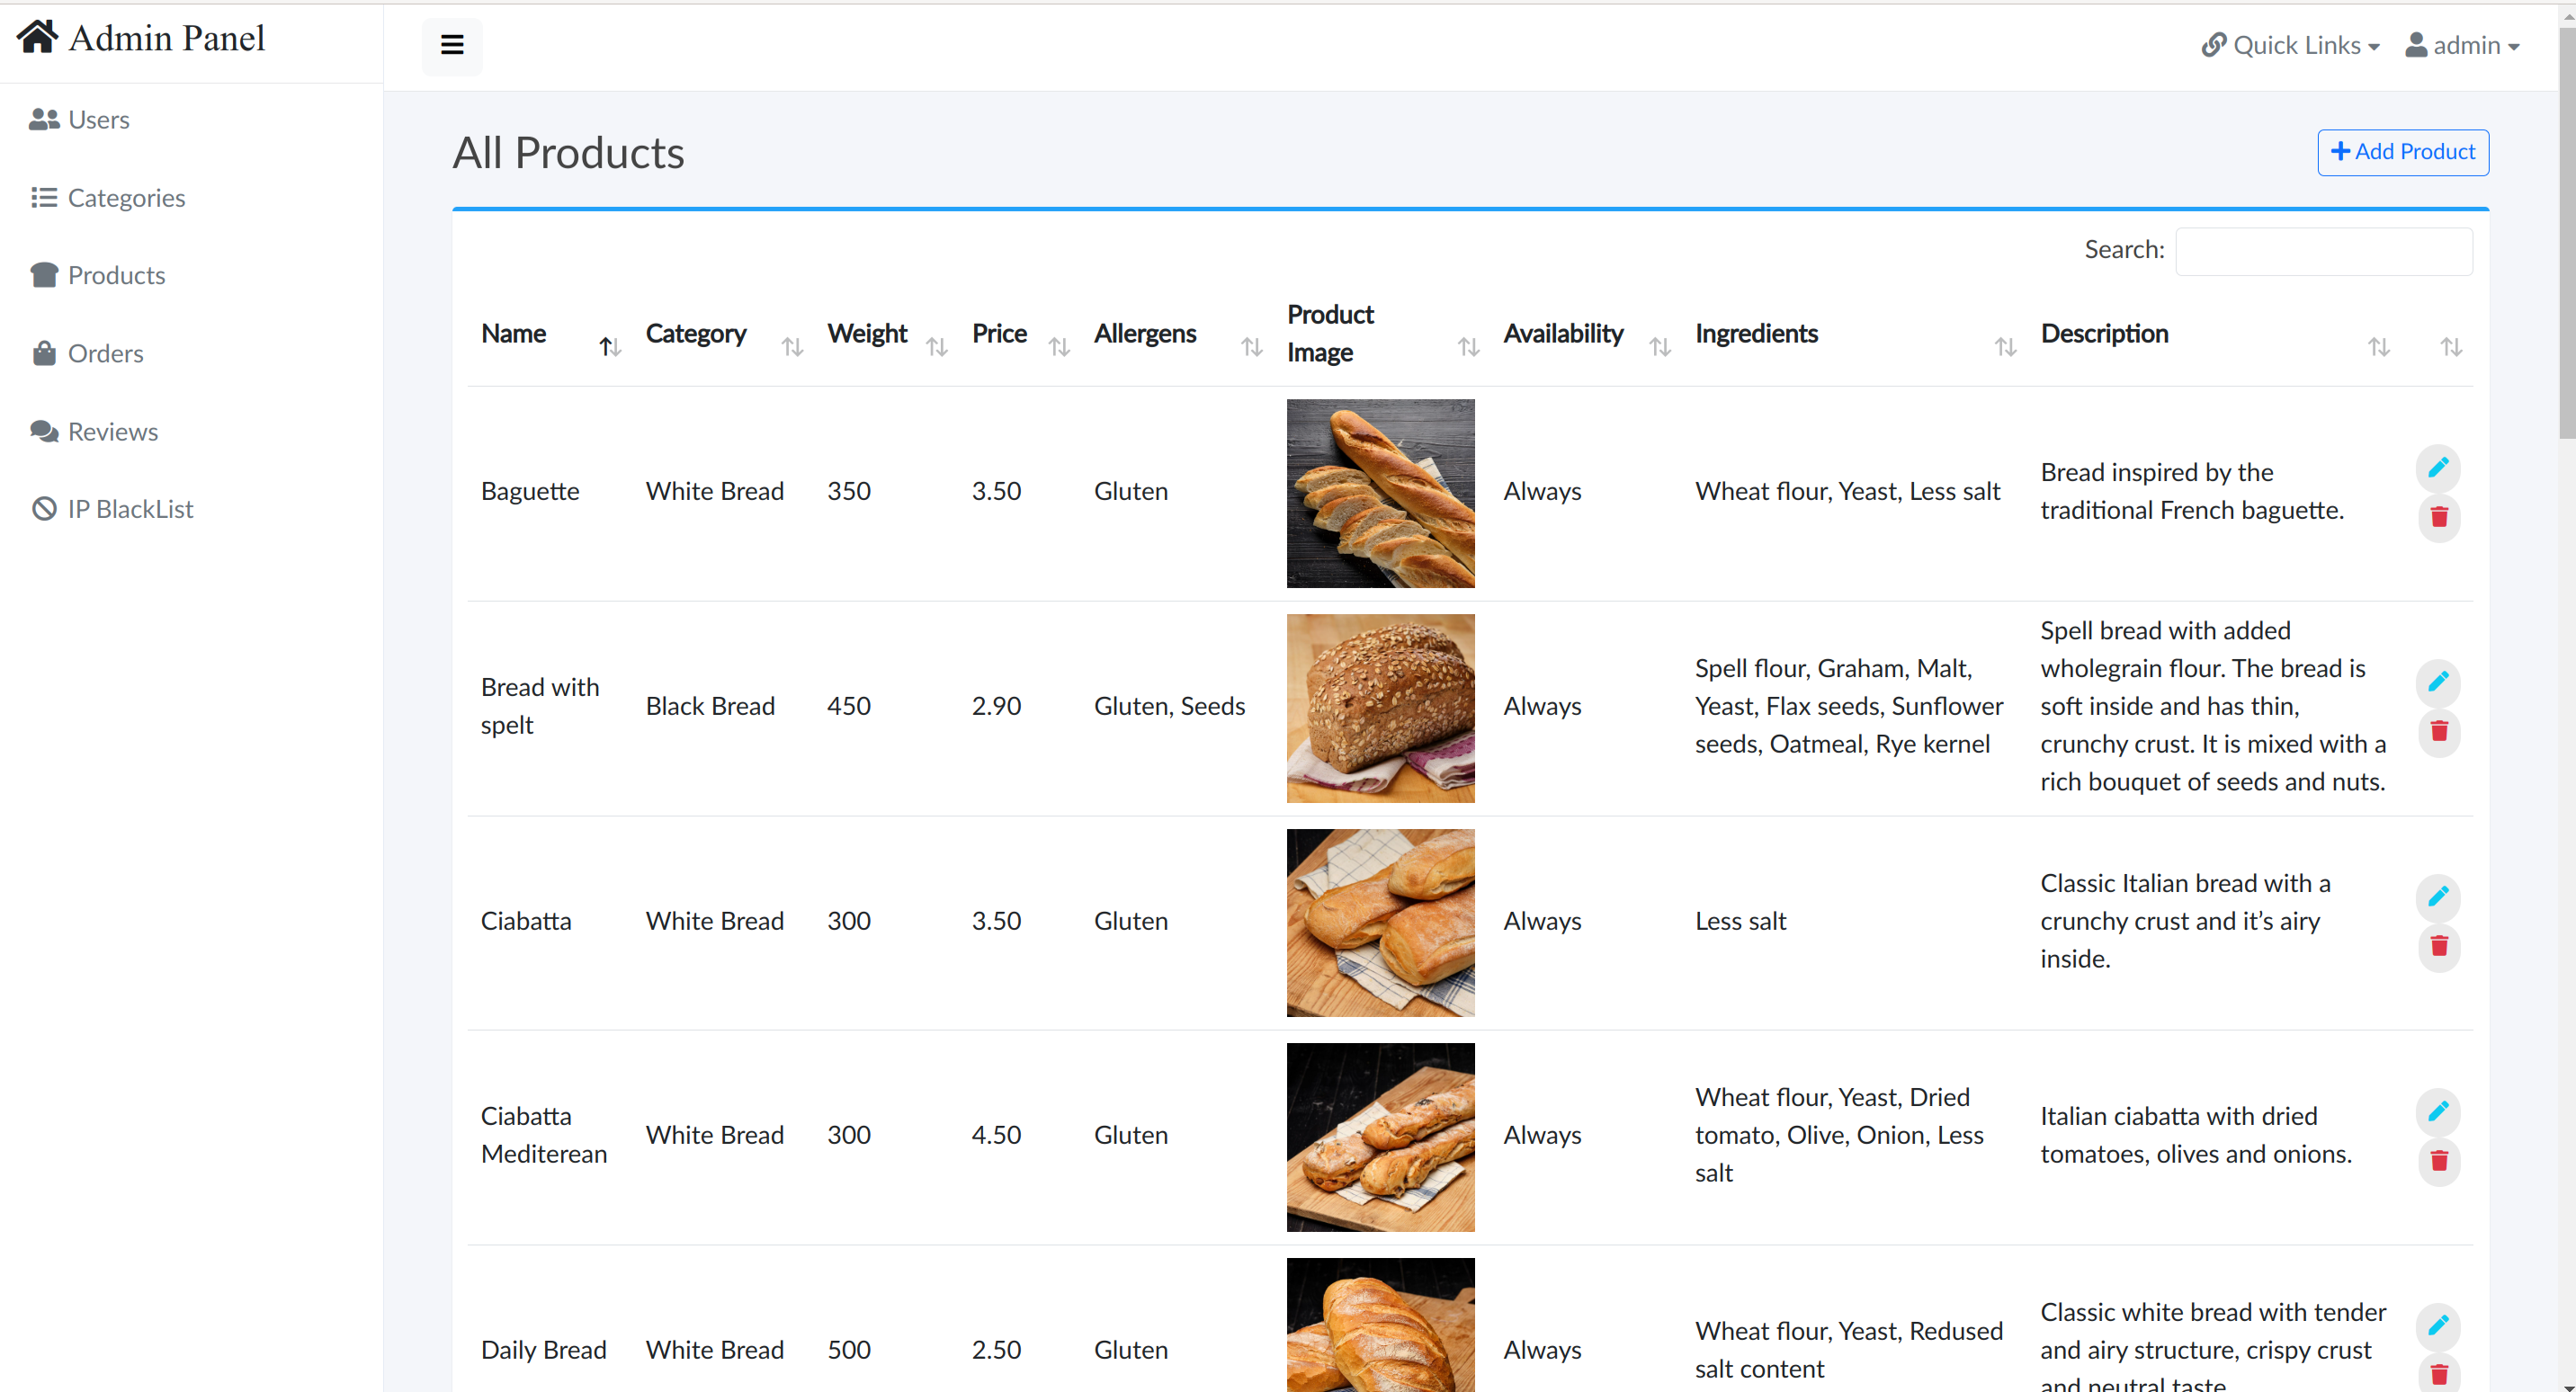 Admin Panel
Quick Links
admin
Users
Categories
Products
Orders
Reviews
IP BlackList
All Products
Add Product
Search:
Name
Category
Weight
Price
Allergens
Product
Image
Availability
Ingredients
Description
Baguette
White Bread
350
3.50
Gluten
Always
Wheat flour, Yeast, Less salt
Bread inspired by the
traditional French baguette.
Bread with
spelt
Black Bread
450
2.90
Gluten, Seeds
Always
Spell flour, Graham, Malt,
Yeast, Flax seeds, Sunflower
seeds, Oatmeal, Rye kernel
Spell bread with added
wholegrain flour. The bread is
soft inside and has thin,
crunchy crust. It is mixed with a
rich bouquet of seeds and nuts.
Ciabatta
White Bread
300
3.50
Gluten
Always
Less salt
Classic Italian bread with a
crunchy crust and it's airy
inside.
Ciabatta
Mediterean
White Bread
300
4.50
Gluten
Always
Wheat flour, Yeast, Dried
tomato, Olive, Onion, Less
salt
Italian ciabatta with dried
tomatoes, olives and onions.
Daily Bread
White Bread
500
2.50
Gluten
Always
Wheat flour, Yeast, Redused
salt content
Classic white bread with tender
and airy structure, crispy crust
and neutral taste